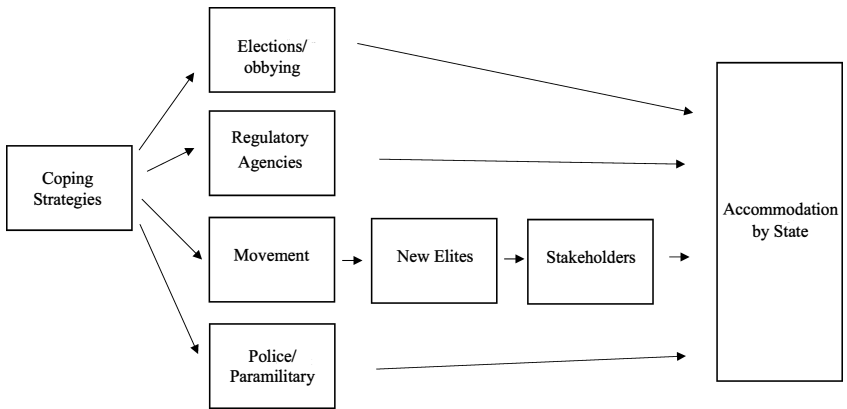 Elections/
obbying
Regulatory
Agencies
Coping
Strategies
Movement
New Elites
Stakeholders
Accommodation
by State
Police/
Paramilitary